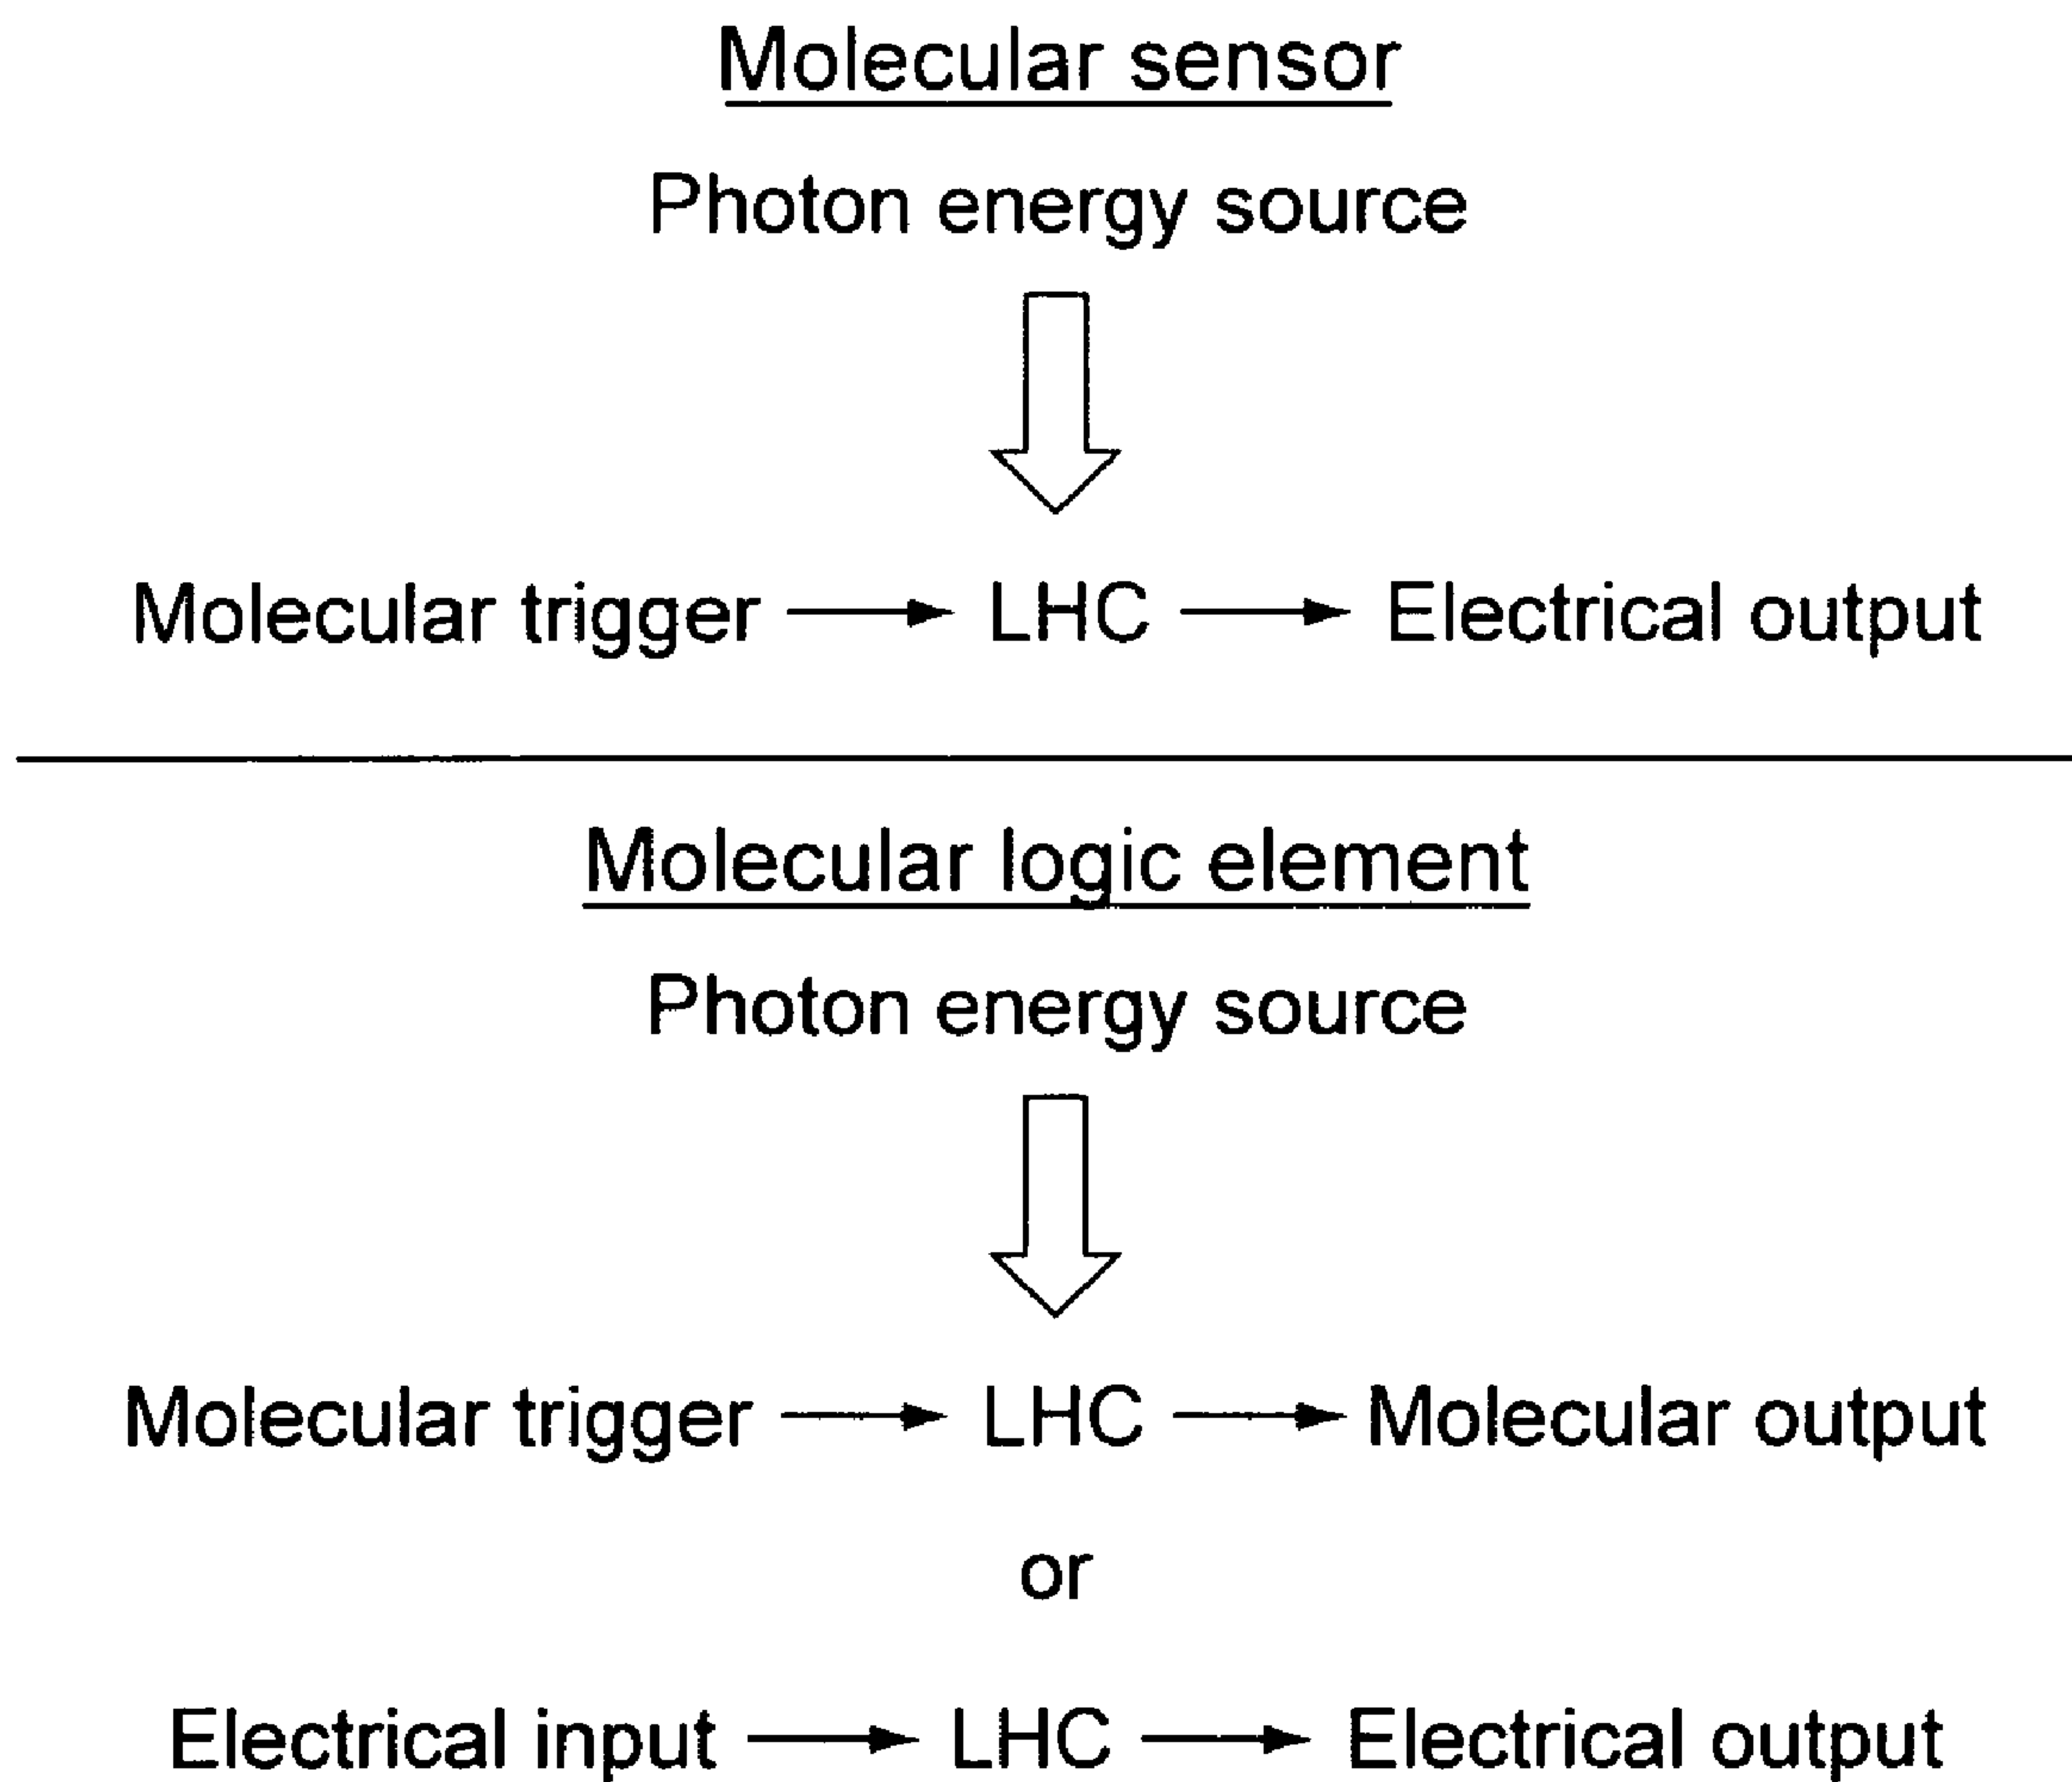 Molecular sensor
Photon energy source
Molecular trigger LHC Electrical output
Molecular logic element
Photon energy source
Molecular trigger LHC Molecular output
or
Electrical input LHC Electrical output